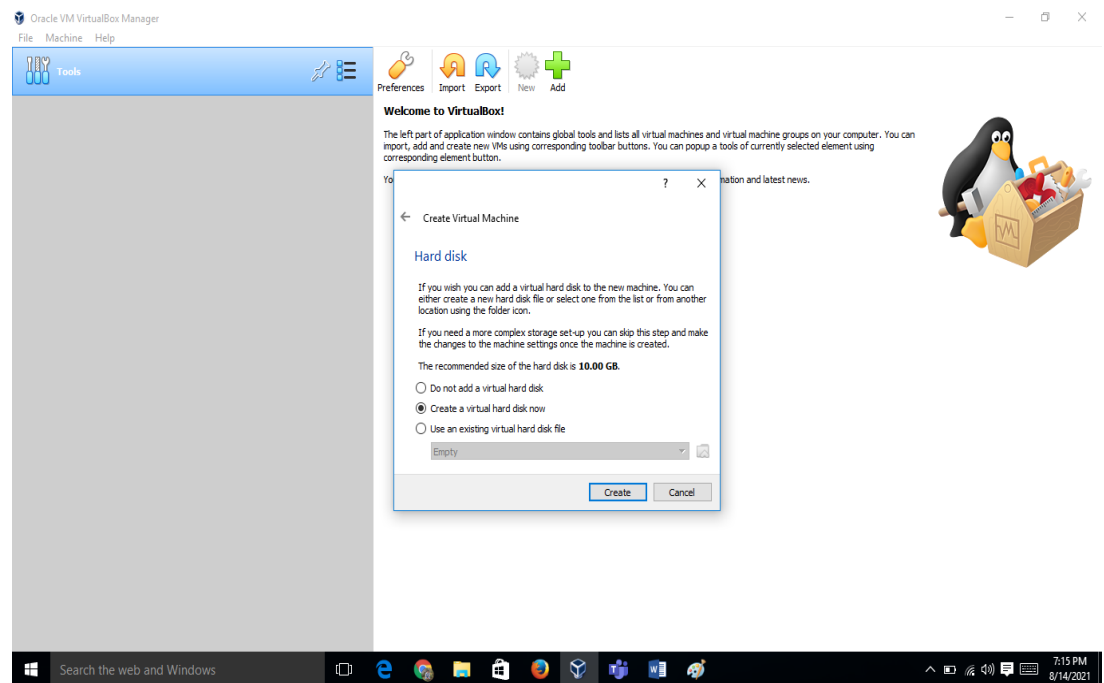 Oracle VM VirtualBox Manager
File Machine Help
Tools
Preferences Import Export New Add
Welcome to VirtualBox!
The left part of application window contains global tools and lists all virtual machines and virtual machine groups on your computer. You can
import, add and create new VMs using corresponding toolbar buttons. You can popup a tools of currently selected element using
corresponding element button.
Yo
mation and latest news.
?
Create Virtual Machine
Hard disk
If you wish you can add a virtual hard disk to the new machine. You can
either create a new hard disk file or select one from the list or from another
location using the folder icon.
If you need a more complex storage set-up you can skip this step and make
the changes to the machine settings once the machine is created.
The recommended size of the hard disk is 10.00 GB.
Do not add a virtual hard disk
Create a virtual hard disk now
Use an existing virtual hard disk file
Empty
Create Cancel
Search the web and Windows
7:15 PM
8/14/2021